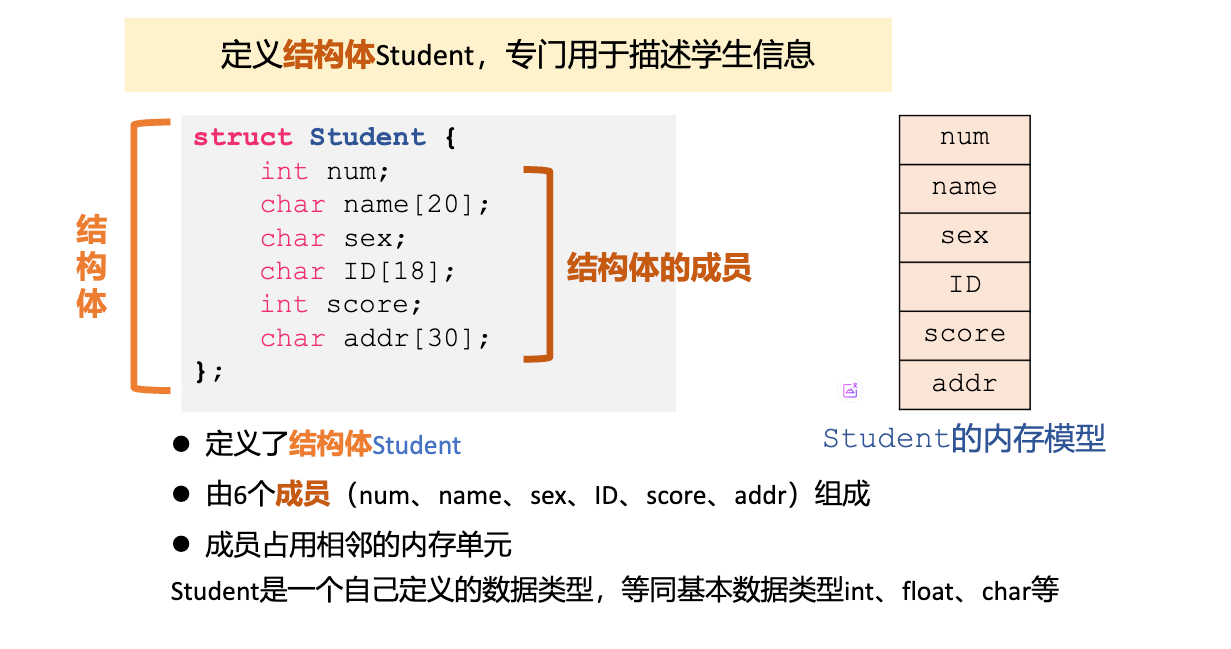 定义结构体Student，专门用于描述学生信息
结构体
struct Student {
int num;
char name[20];
char sex;
char ID[18];
int score;
char addr[30];
};
结构体的成员
num
name
sex
ID
score
addr
Student的内存模型
● 定义了结构体Student
● 由6个成员（num、name、sex、ID、score、addr）组成
● 成员占用相邻的内存单元
Student是一个自己定义的数据类型，等同基本数据类型int、float、char等